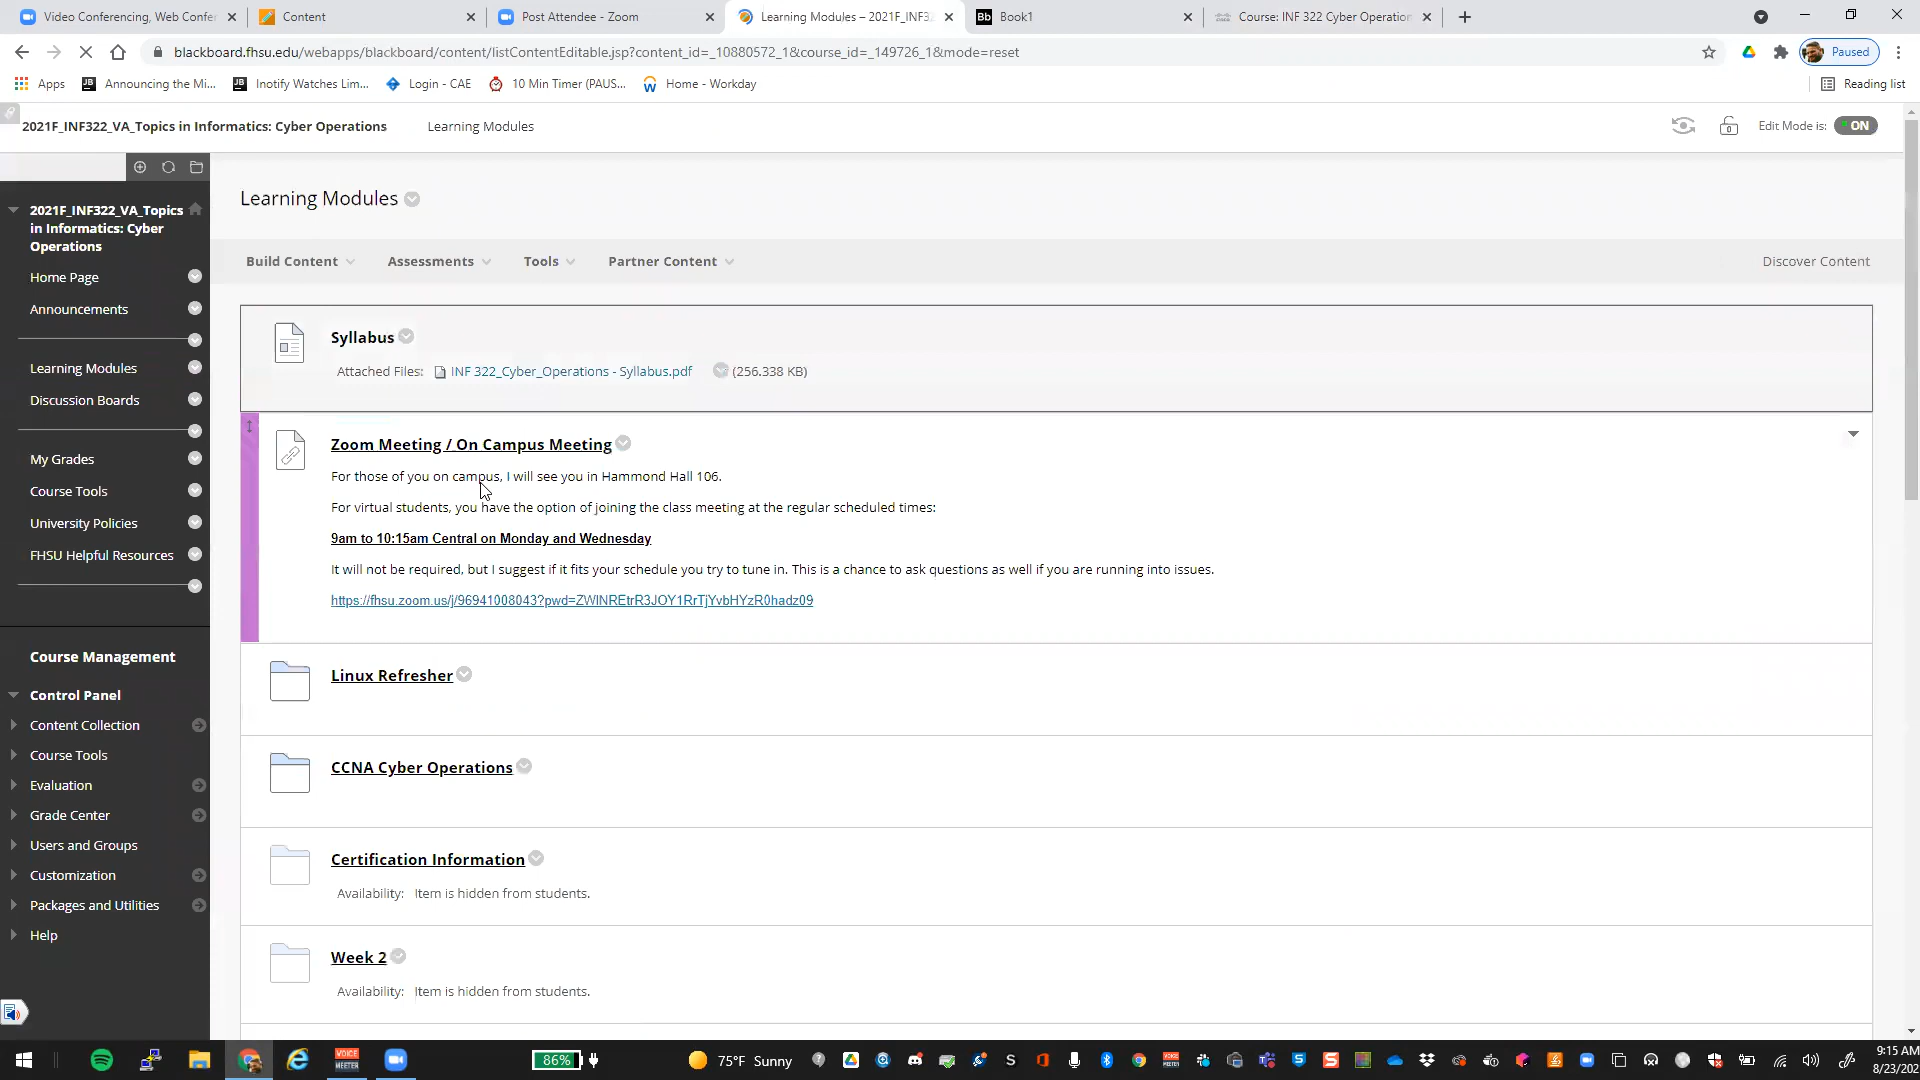 Video Conferencing, Web Confer
Content
Post Attendee - Zoom
Learning Modules – 2021F_INF3
Bb Book1
Course: INF 322 Cyber Operation
blackboard.fhsu.edu/webapps/blackboard/content/listContentEditable.jsp?content_id=_10880572_1&course_id=_149726_1&mode=reset
Paused
Apps
Announcing the Mi...
Inotify Watches Lim...
Login - CAE
10 Min Timer (PAUS...
Home - Workday
Reading list
2021F_INF322_VA_Topics in Informatics: Cyber Operations
Learning Modules
Edit Mode is: ON
2021F_INF322_VA_Topics
in Informatics: Cyber
Operations
Home Page
Announcements
Learning Modules
Discussion Boards
My Grades
Course Tools
University Policies
FHSU Helpful Resources
Course Management
Control Panel
Content Collection
Course Tools
Evaluation
Grade Center
Users and Groups
Customization
Packages and Utilities
Help
Learning Modules
Build Content
Assessments
Tools
Partner Content
Discover Content
Syllabus
Attached Files: INF 322_Cyber_Operations - Syllabus.pdf (256.338 KB)
Zoom Meeting / On Campus Meeting
For those of you on campus, I will see you in Hammond Hall 106.
For virtual students, you have the option of joining the class meeting at the regular scheduled times:
9am to 10:15am Central on Monday and Wednesday
It will not be required, but I suggest if it fits your schedule you try to tune in. This is a chance to ask questions as well if you are running into issues.
https://fhsu.zoom.us/j/96941008043?pwd=ZWlNREtrR3JOY1RrTjYvbHYzR0hadz09
Linux Refresher
CCNA Cyber Operations
Certification Information
Availability: Item is hidden from students.
Week 2
Availability: Item is hidden from students.
VOICE
MEETER
86%
75°F Sunny
9:15 AM
8/23/202